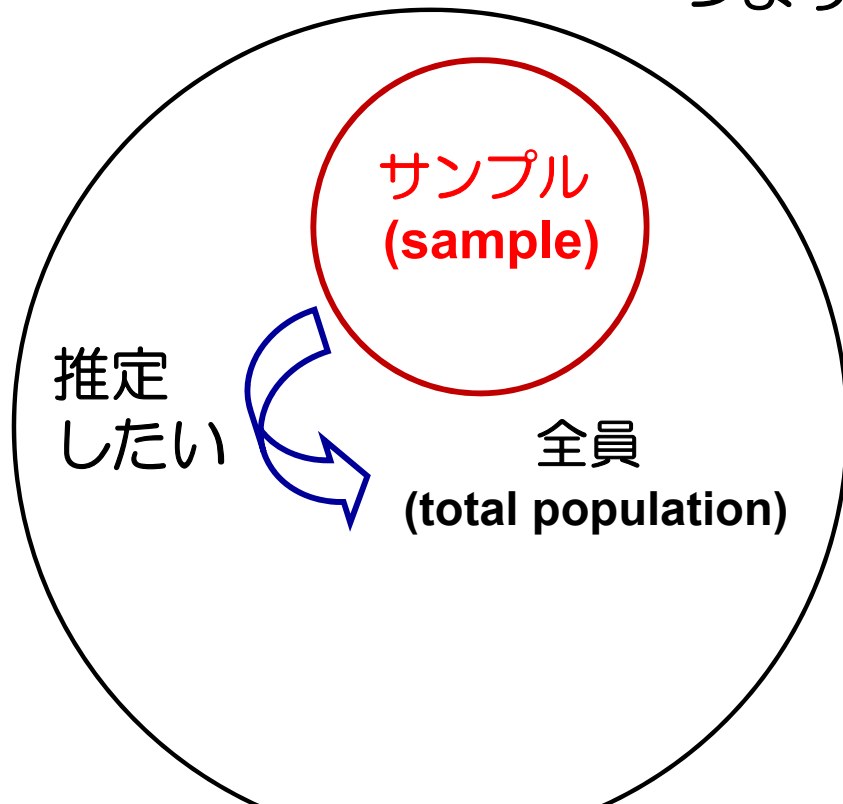 サンプル
(sample)
推定
したい
全員
(total population)